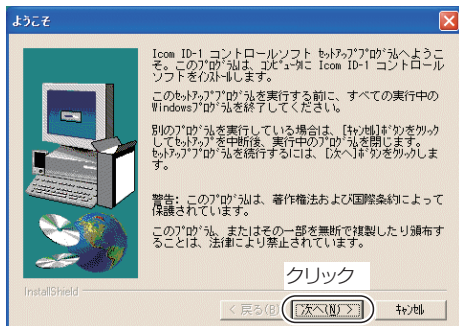 ようこそ
Icom ID-1 コントロールソフト ｾｯﾄｱｯﾌﾟﾌﾟﾛｸﾞﾗﾑへようこ
そ。このﾌﾟﾛｸﾞﾗﾑは、ｺﾝﾋﾟｭｰﾀに Icom ID-1 コントロール
ソフトをｲﾝｽﾄｰﾙします。
このｾｯﾄｱｯﾌﾟﾌﾟﾛｸﾞﾗﾑを実行する前に、すべての実行中の
Windowsﾌﾟﾛｸﾞﾗﾑを終了してください。
別のﾌﾟﾛｸﾞﾗﾑを実行している場合は、[ｷｬﾝｾﾙ]ﾎﾞﾀﾝをｸﾘｯｸ
してｾｯﾄｱｯﾌﾟを中断後、実行中のﾌﾟﾛｸﾞﾗﾑを閉じます。
ｾｯﾄｱｯﾌﾟﾌﾟﾛｸﾞﾗﾑを続行するには、[次へ]ﾎﾞﾀﾝをｸﾘｯｸしま
す。
警告: このﾌﾟﾛｸﾞﾗﾑは、著作権法および国際条約によって
保護されています。
このﾌﾟﾛｸﾞﾗﾑ、またはその一部を無断で複製したり頒布す
ることは、法律により禁止されています。
クリック
InstallShield
< 戻る(B)
次へ(N) >
ｷｬﾝｾﾙ